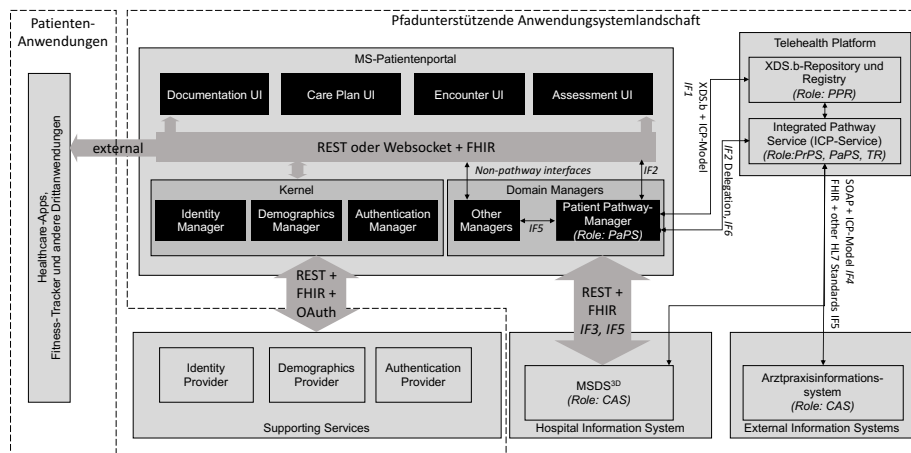 Patienten-
Anwendungen
Healthcare-Apps,
Fitness-Tracker und andere Drittanwendungen
external
Pfadunterstützende Anwendungsystemlandschaft
MS-Patientenportal
Documentation UI
Care Plan UI
Encounter UI
Assessment UI
REST oder Websocket + FHIR
Non-pathway interfaces
IF2
Kernel
Identity
Manager
Demographics
Manager
Authentication
Manager
Domain Managers
Other
Managers
IF5
Patient Pathway-
Manager
(Role: PaPS)
XDS.b + ICP-Model
IF1
IF2 Delegation,
IF6
Telehealth Platform
XDS.b-Repository und
Registry
(Role: PPR)
Integrated Pathway
Service (ICP-Service)
(Role:PrPS, PaPS, TR)
SOAP + ICP-Model IF4
FHIR + other HL7 Standards IF5
REST +
FHIR +
OAuth
REST +
FHIR
IF3, IF5
Identity
Provider
Demographics
Provider
Authentication
Provider
Supporting Services
MSDS3D
(Role: CAS)
Hospital Information System
Arztpraxisinformations-
system
(Role: CAS)
External Information Systems